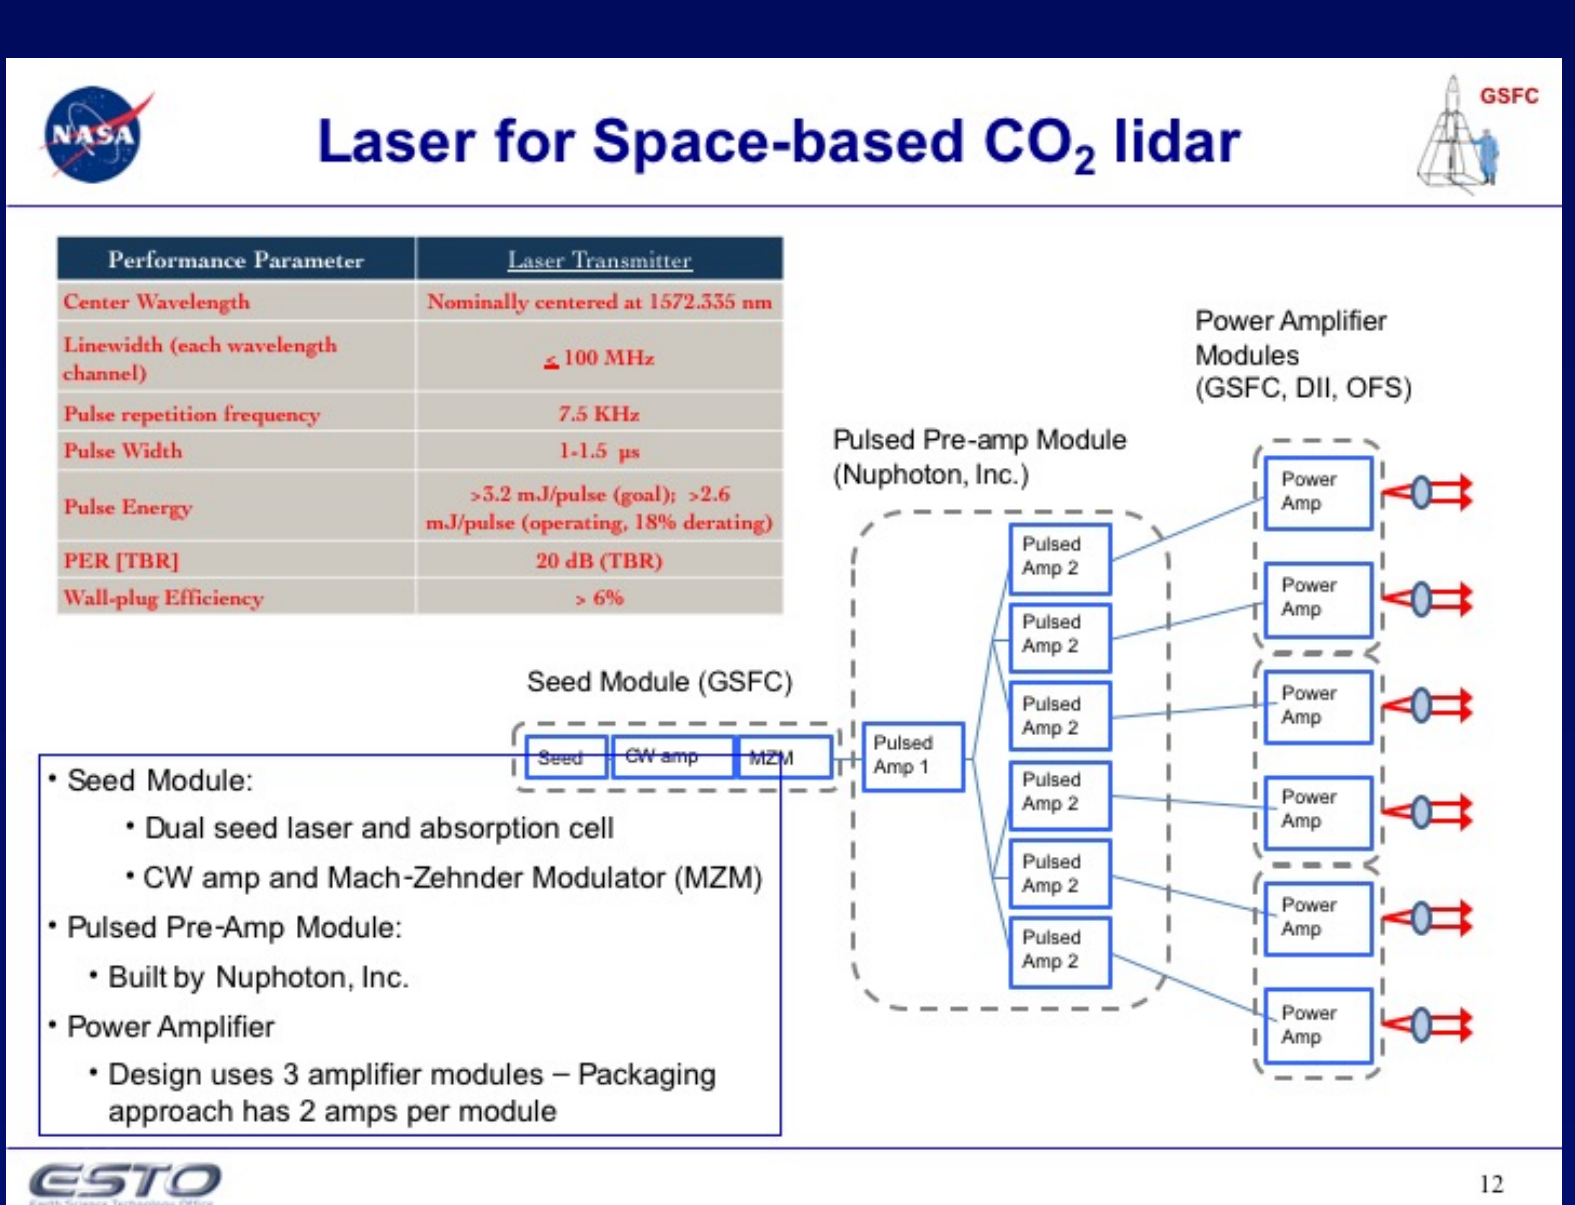 NASA
Laser for Space-based CO₂ lidar
GSFC
Performance Parameter
Laser Transmitter
Center Wavelength
Nominally centered at 1572.335 nm
Linewidth (each wavelength
channel)
≤ 100 MHz
Pulse repetition frequency
7.5 KHz
Pulse Width
1-1.5 µs
Pulse Energy
>3.2 mJ/pulse (goal); >2.6
mJ/pulse (operating, 18% derating)
PER [TBR]
20 dB (TBR)
Wall-plug Efficiency
> 6%
Power Amplifier
Modules
(GSFC, DII, OFS)
Pulsed Pre-amp Module
(Nuphoton, Inc.)
Seed Module (GSFC)
Seed
CW amp
MZM
Pulsed
Amp 1
Pulsed
Amp 2
Pulsed
Amp 2
Pulsed
Amp 2
Pulsed
Amp 2
Pulsed
Amp 2
Pulsed
Amp 2
Power
Amp
Power
Amp
Power
Amp
Power
Amp
Power
Amp
Power
Amp
• Seed Module:
• Dual seed laser and absorption cell
• CW amp and Mach-Zehnder Modulator (MZM)
• Pulsed Pre-Amp Module:
• Built by Nuphoton, Inc.
• Power Amplifier
• Design uses 3 amplifier modules – Packaging
approach has 2 amps per module
ESTO
Earth Science Technology Office
12